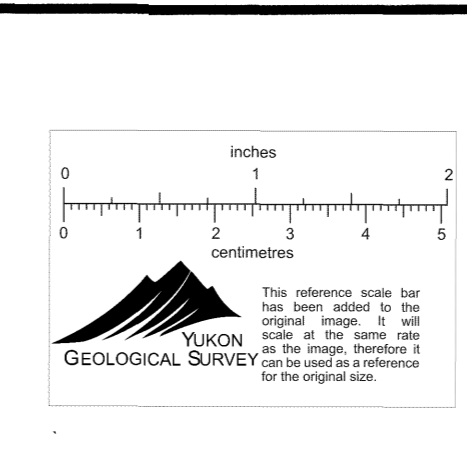 inches
0 1 2
0 1 2 3 4 5
centimetres
This reference scale bar
has been added to the
original image. It will
scale at the same rate
as the image, therefore it
can be used as a reference
for the original size.
YUKON
GEOLOGICAL SURVEY